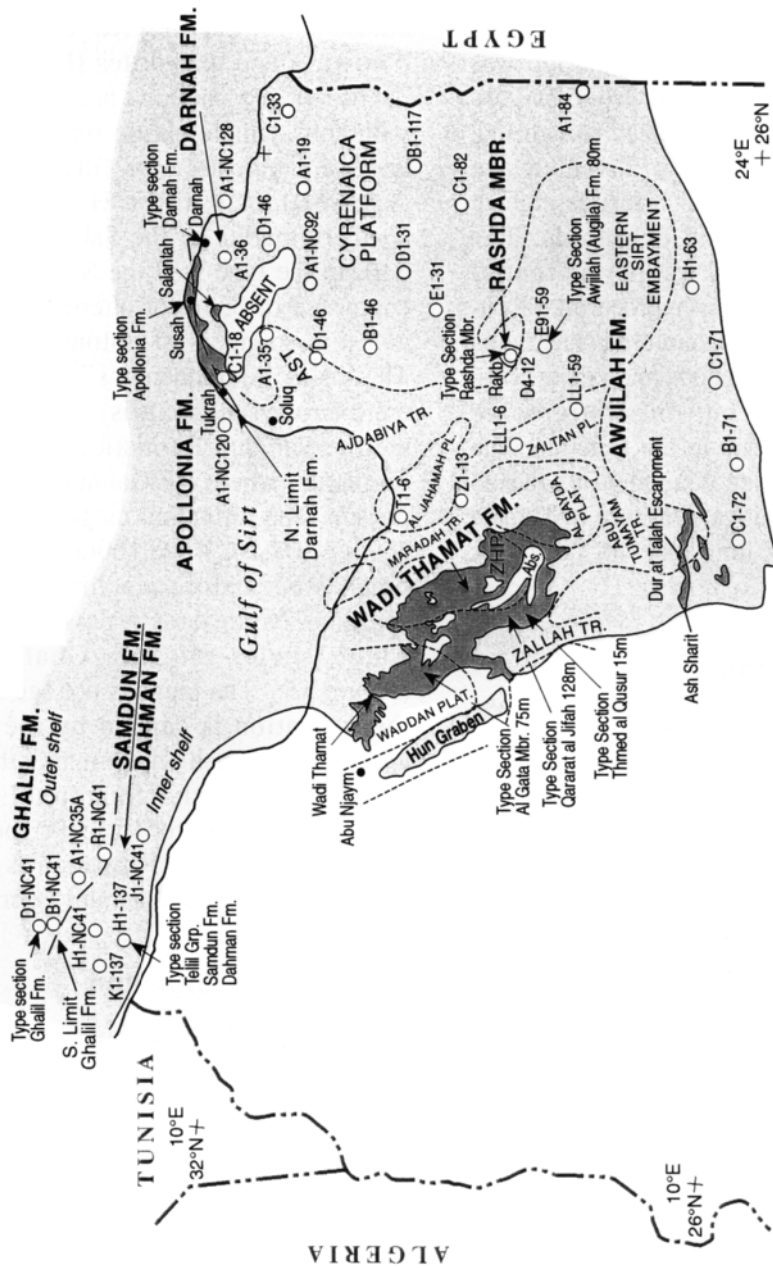 ALGERIA
TUNISIA
10°E
32°N+
10°E
26°N+
Type section
Ghalil Fm.
S. Limit
Ghalil Fm.
D1-NC41
B1-NC41
H1-NC41
K1-137
H1-137
A1-NC35A
R1-NC41
J1-NC41
GHALIL FM.
Outer shelf
SAMDUN FM.
DAHMAN FM.
Inner shelf
Type section
Tellil Grp.
Samdun Fm.
Dahman Fm.
Gulf of Sirt
APOLLONIA FM.
Type section
Apollonia Fm.
Susah
Salantah
Type section
Darnah Fm.
Darnah
DARNAH FM.
A1-NC120
Tukrah
C1-18
ABSENT
A1-36
A1-NC128
N. Limit
Darnah Fm.
Soluq
A1-35
AST
D1-46
C1-33
D1-46
A1-NC92
A1-19
CYRENAICA
PLATFORM
B1-46
D1-31
B1-117
E1-31
C1-82
EGYPT
A1-84
AJDABIYA TR.
T1-6
AL JAHAMAH PL.
Z1-13
MARADAH TR.
LLL1-6
ZALTAN PL.
LL1-59
Type Section
Rashda Mbr.
Rakb
D4-12
RASHDA MBR.
E91-59
Type Section
Awjilah (Augila) Fm. 80m
EASTERN
SIRT
EMBAYMENT
AWJILAH FM.
WADI THAMAT FM.
Wadi Thamat
Abu Njaym
WADDAN PLAT.
Hun Graben
ZHP
Abs.
AL BAYDA
PLAT
ABU
TUMAYAM
TR.
ZALLAH TR.
Type Section
Al Gata Mbr. 75m
Type Section
Qararat al Jifah 128m
Type Section
Thmed al Qusur 15m
Dur at Talah Escarpment
Ash Sharit
C1-72
B1-71
C1-71
H1-63
24°E
+ 26°N